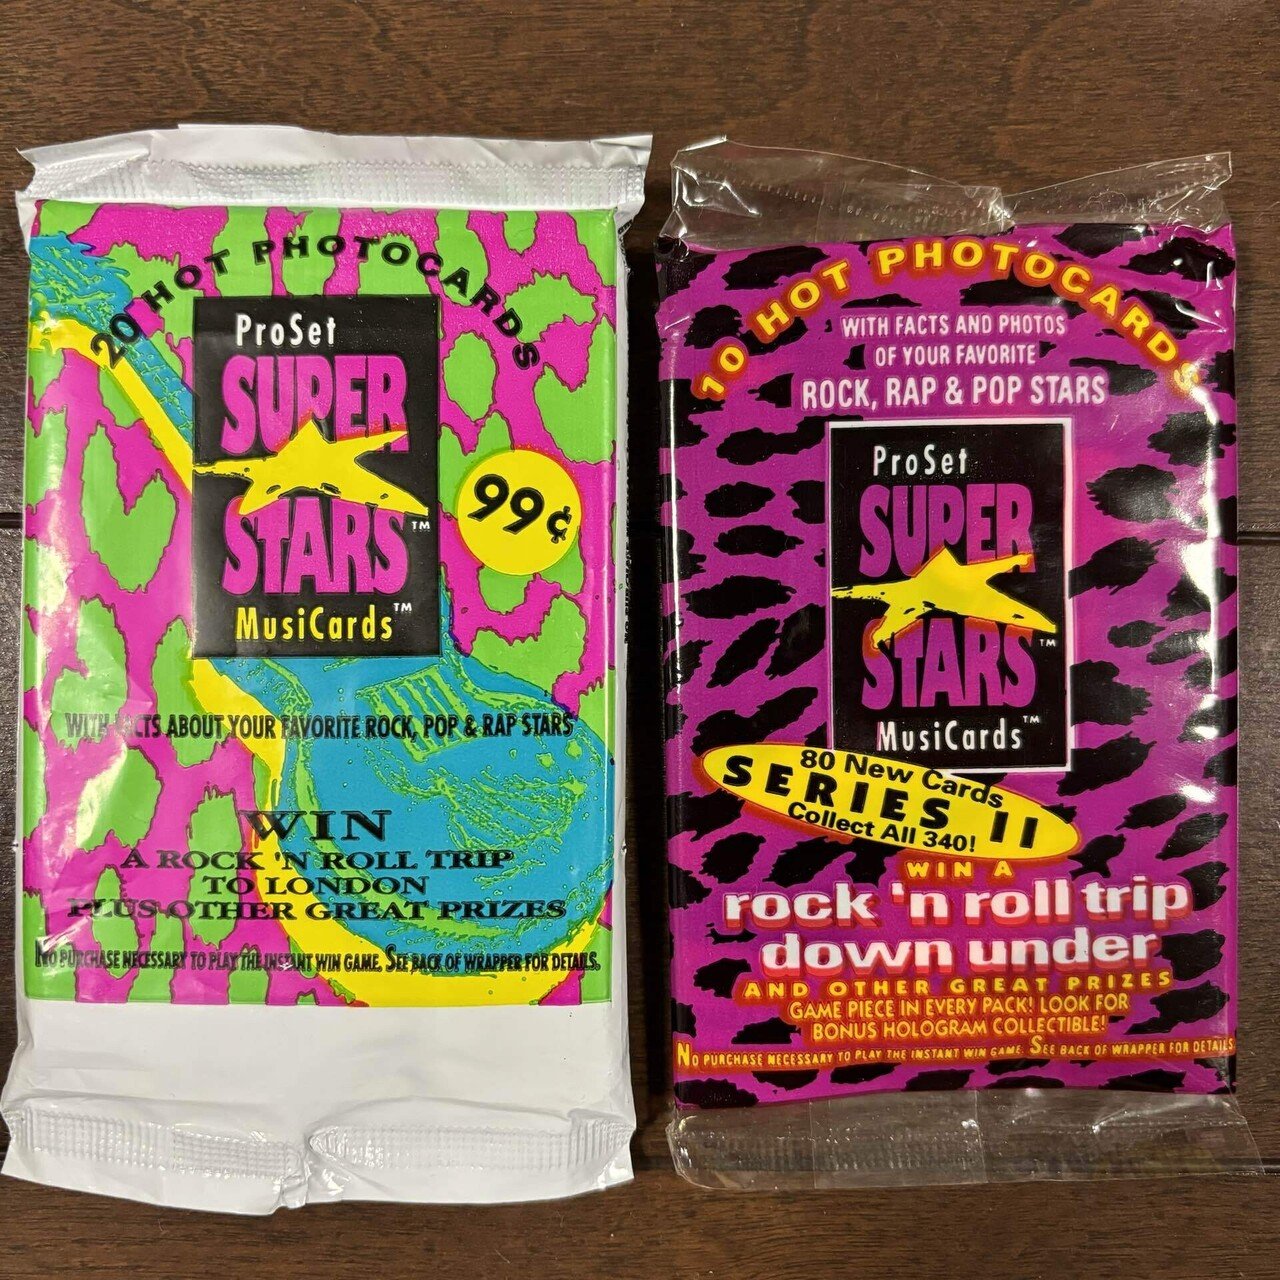 20 HOT PHOTOCARDS
ProSet
SUPER
STARS™
MusiCards™
99¢
WITH FACTS ABOUT YOUR FAVORITE ROCK, POP & RAP STARS
WIN
A ROCK 'N ROLL TRIP
TO LONDON
PLUS OTHER GREAT PRIZES
NO PURCHASE NECESSARY TO PLAY THE INSTANT WIN GAME. SEE BACK OF WRAPPER FOR DETAILS.
10 HOT PHOTOCARDS
WITH FACTS AND PHOTOS
OF YOUR FAVORITE
ROCK, RAP & POP STARS
ProSet
SUPER
STARS™
MusiCards™
80 New Cards
SERIES II
Collect All 340!
WIN A
rock 'n roll trip
down under
AND OTHER GREAT PRIZES
GAME PIECE IN EVERY PACK! LOOK FOR
BONUS HOLOGRAM COLLECTIBLE!
NO PURCHASE NECESSARY TO PLAY THE INSTANT WIN GAME. SEE BACK OF WRAPPER FOR DETAILS